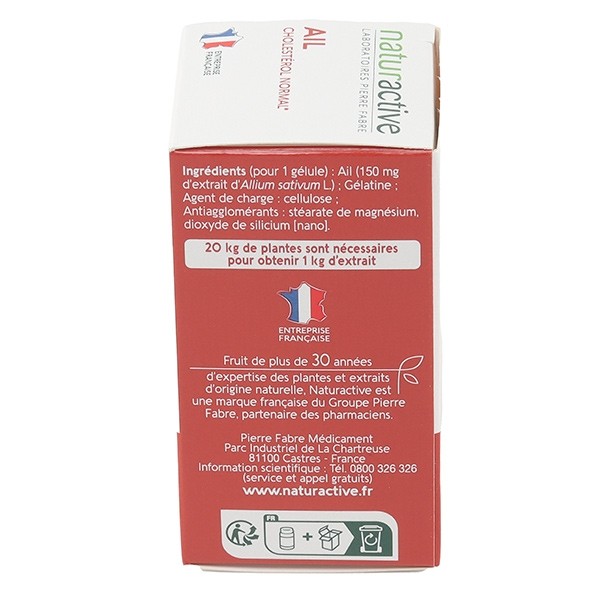 naturactive
LABORATOIRES PIERRE FABRE
AIL
CHOLESTÉROL NORMAL*
ENTREPRISE
FRANÇAISE
Ingrédients (pour 1 gélule) : Ail (150 mg
d'extrait d'Allium sativum L.) ; Gélatine ;
Agent de charge : cellulose ;
Antiagglomérants : stéarate de magnésium,
dioxyde de silicium [nano].
20 kg de plantes sont nécessaires
pour obtenir 1 kg d'extrait
ENTREPRISE
FRANÇAISE
Fruit de plus de 30 années
d'expertise des plantes et extraits
d'origine naturelle, Naturactive est
une marque française du Groupe Pierre
Fabre, partenaire des pharmaciens.
Pierre Fabre Médicament
Parc Industriel de La Chartreuse
81100 Castres - France
Information scientifique : Tél. 0800 326 326
(service et appel gratuits)
www.naturactive.fr
FR
+